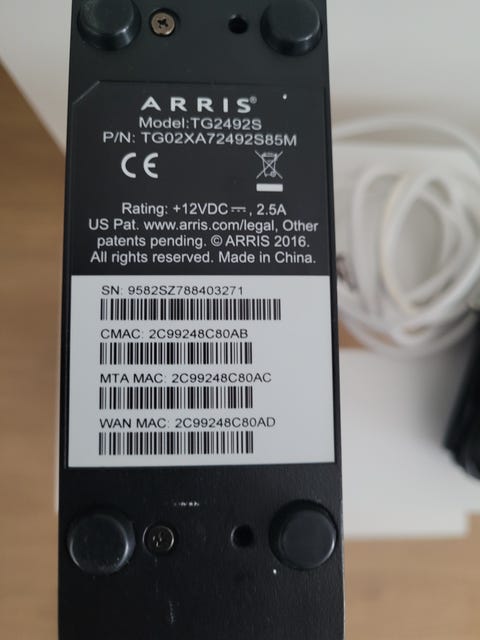 ARRIS®
Model:TG2492S
P/N: TG02XA72492S85M
CE
Rating: +12VDC⎓, 2.5A
US Pat. www.arris.com/legal, Other
patents pending. © ARRIS 2016.
All rights reserved. Made in China.
SN: 9582SZ788403271
CMAC: 2C99248C80AB
MTA MAC: 2C99248C80AC
WAN MAC: 2C99248C80AD